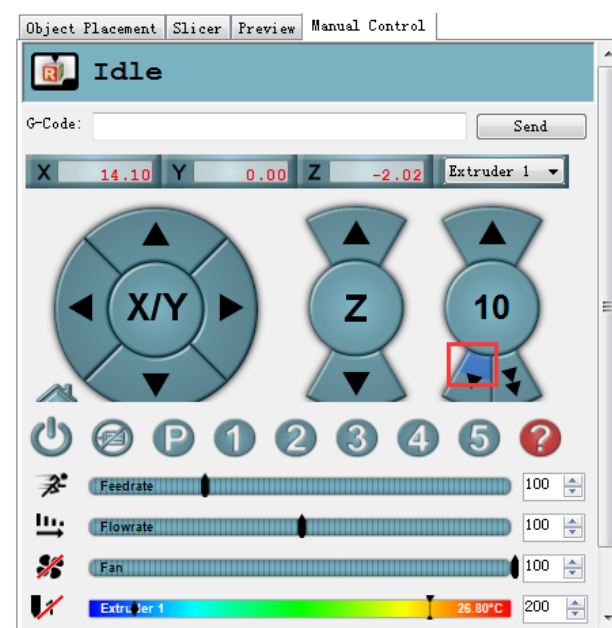 Object Placement Slicer Preview Manual Control
R Idle
G-Code: Send
X 14.10 Y 0.00 Z -2.02 Extruder 1
X/Y Z 10
P 1 2 3 4 5 ?
Feedrate 100
Flowrate 100
Fan 100
Extruder 1 26.80°C 200